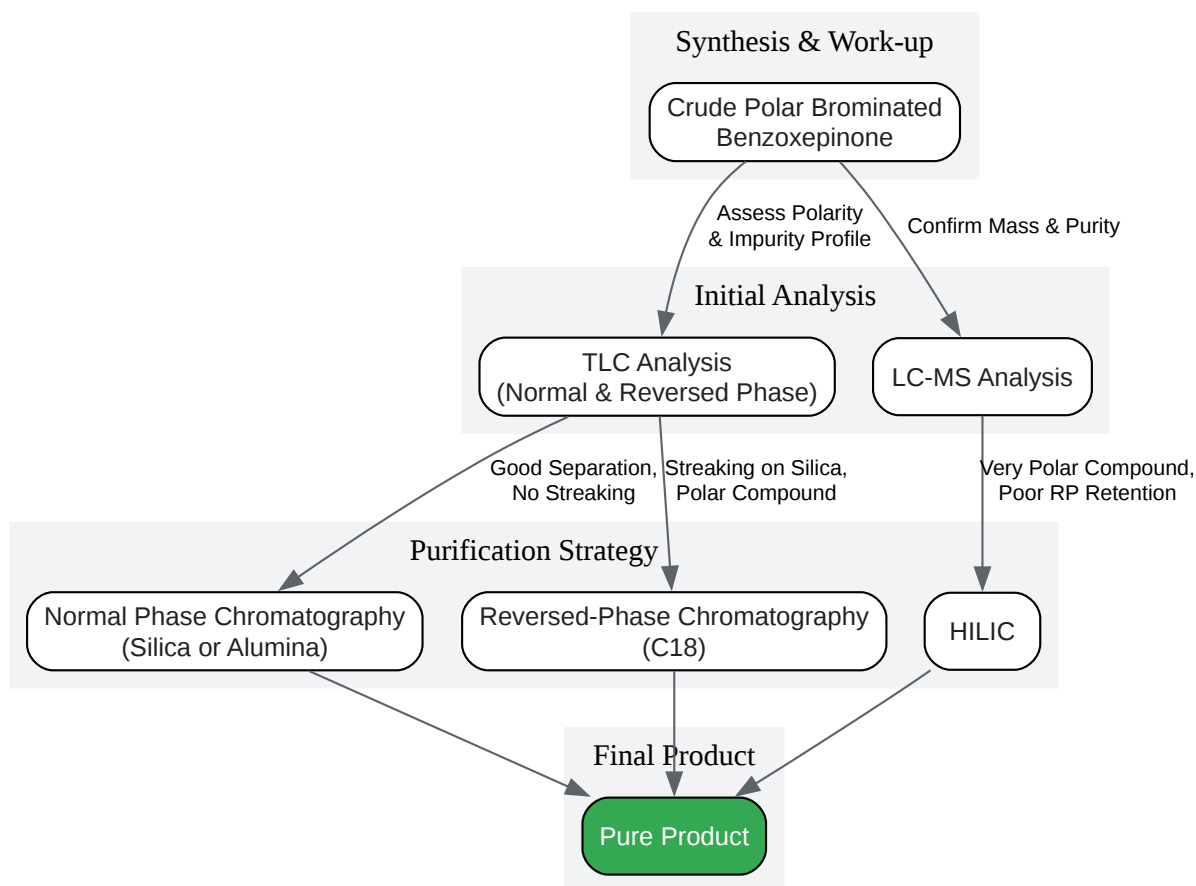 Synthesis & Work-up
Crude Polar Brominated
Benzoxepinone
Assess Polarity
& Impurity Profile
Confirm Mass & Purity
Initial Analysis
TLC Analysis
(Normal & Reversed Phase)
LC-MS Analysis
Good Separation,
No Streaking
Streaking on Silica,
Polar Compound
Very Polar Compound,
Poor RP Retention
Purification Strategy
Normal Phase Chromatography
(Silica or Alumina)
Reversed-Phase Chromatography
(C18)
HILIC
Final Product
Pure Product